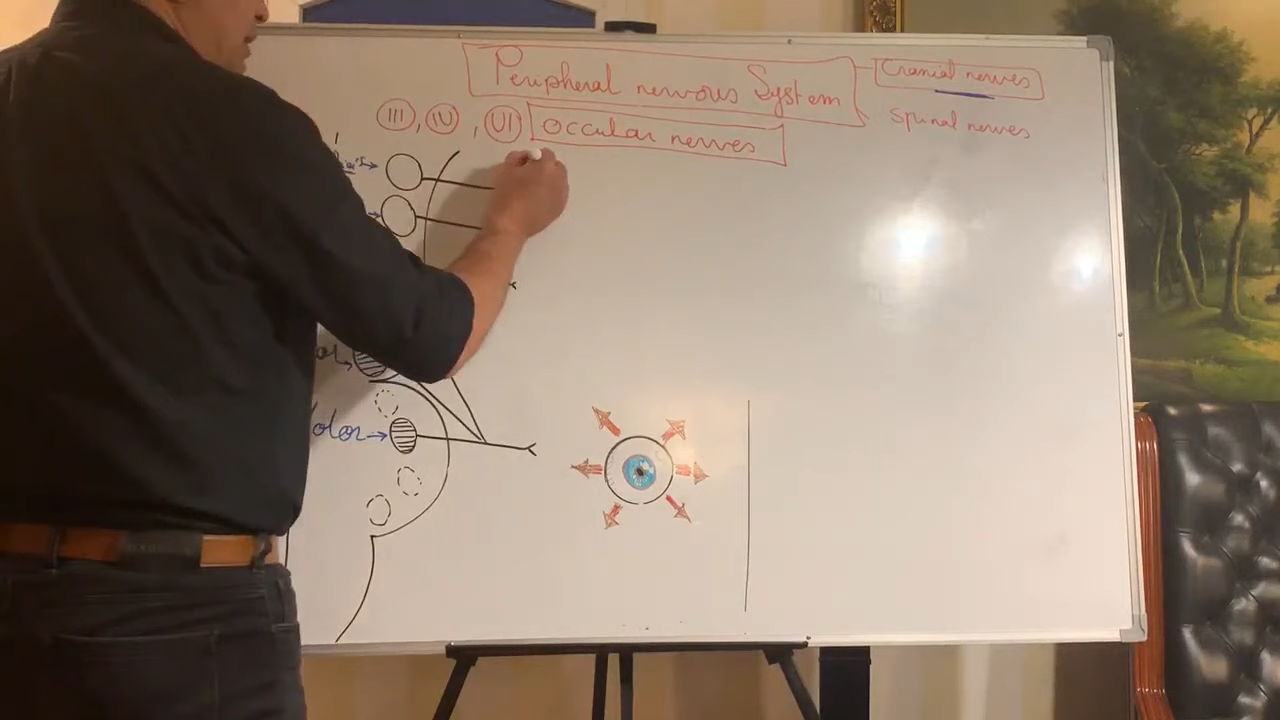 Peripheral nervous System
Cranial nerves
Spinal nerves
III, IV, VI occular nerves